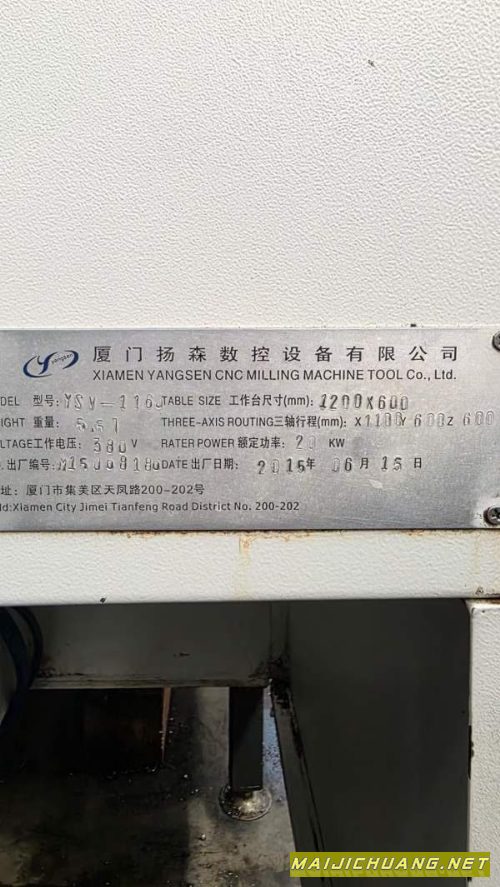 yangsen
厦门扬森数控设备有限公司
XIAMEN YANGSEN CNC MILLING MACHINE TOOL Co., Ltd.
DEL 型号: TABLE SIZE 工作台尺寸(mm): 1200X600
IGHT 重量: THREE-AXIS ROUTING三轴行程(mm): X1100Y600Z600
LTAGE工作电压: 380V RATER POWER 额定功率: 20 KW
O.出厂编号: DATE出厂日期: 2015年 06月 15日
址: 厦门市集美区天凤路200-202号
d:Xiamen City Jimei Tianfeng Road District No. 200-202
MAIJICHUANG.NET